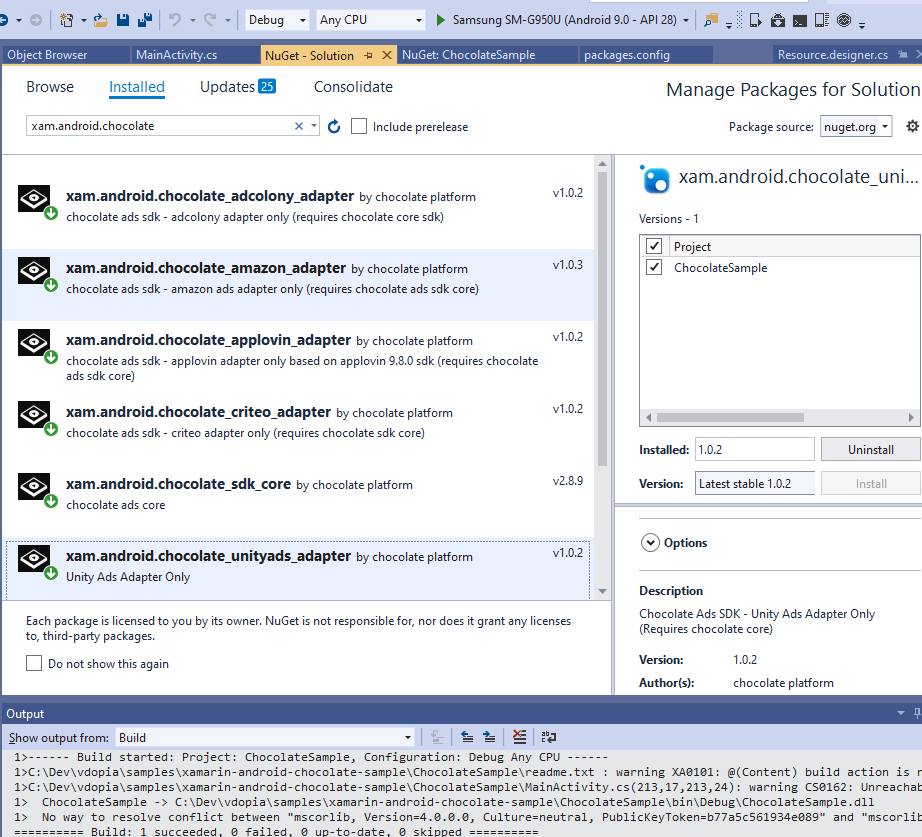 Debug
Any CPU
Samsung SM-G950U (Android 9.0 - API 28)
Object Browser
MainActivity.cs
NuGet - Solution
NuGet: ChocolateSample
packages.config
Resource.designer.cs
Browse
Installed
Updates 25
Consolidate
Manage Packages for Solution
xam.android.chocolate
Include prerelease
Package source: nuget.org
xam.android.chocolate_adcolony_adapter by chocolate platform v1.0.2
chocolate ads sdk - adcolony adapter only (requires chocolate core sdk)
xam.android.chocolate_amazon_adapter by chocolate platform v1.0.3
chocolate ads sdk - amazon ads adapter only (requires chocolate ads sdk core)
xam.android.chocolate_applovin_adapter by chocolate platform v1.0.2
chocolate ads sdk - applovin adapter only based on applovin 9.8.0 sdk (requires chocolate
ads sdk core)
xam.android.chocolate_criteo_adapter by chocolate platform v1.0.2
chocolate ads sdk - criteo adapter only (requires chocolate sdk core)
xam.android.chocolate_sdk_core by chocolate platform v2.8.9
chocolate ads core
xam.android.chocolate_unityads_adapter by chocolate platform v1.0.2
Unity Ads Adapter Only
Each package is licensed to you by its owner. NuGet is not responsible for, nor does it grant any licenses
to, third-party packages.
Do not show this again
xam.android.chocolate_uni...
Versions - 1
Project
ChocolateSample
Installed: 1.0.2
Uninstall
Version: Latest stable 1.0.2
Install
Options
Description
Chocolate Ads SDK - Unity Ads Adapter Only
(Requires chocolate core)
Version: 1.0.2
Author(s): chocolate platform
Output
Show output from: Build
1>------ Build started: Project: ChocolateSample, Configuration: Debug Any CPU ------
1>C:\Dev\vdopia\samples\xamarin-android-chocolate-sample\ChocolateSample\readme.txt : warning XA0101: @(Content) build action is n
1>C:\Dev\vdopia\samples\xamarin-android-chocolate-sample\ChocolateSample\MainActivity.cs(213,17,213,24): warning CS0162: Unreachab
1>  ChocolateSample -> C:\Dev\vdopia\samples\xamarin-android-chocolate-sample\ChocolateSample\bin\Debug\ChocolateSample.dll
1>  No way to resolve conflict between "mscorlib, Version=4.0.0.0, Culture=neutral, PublicKeyToken=b77a5c561934e089" and "mscorlib
========== Build: 1 succeeded, 0 failed, 0 up-to-date, 0 skipped ==========